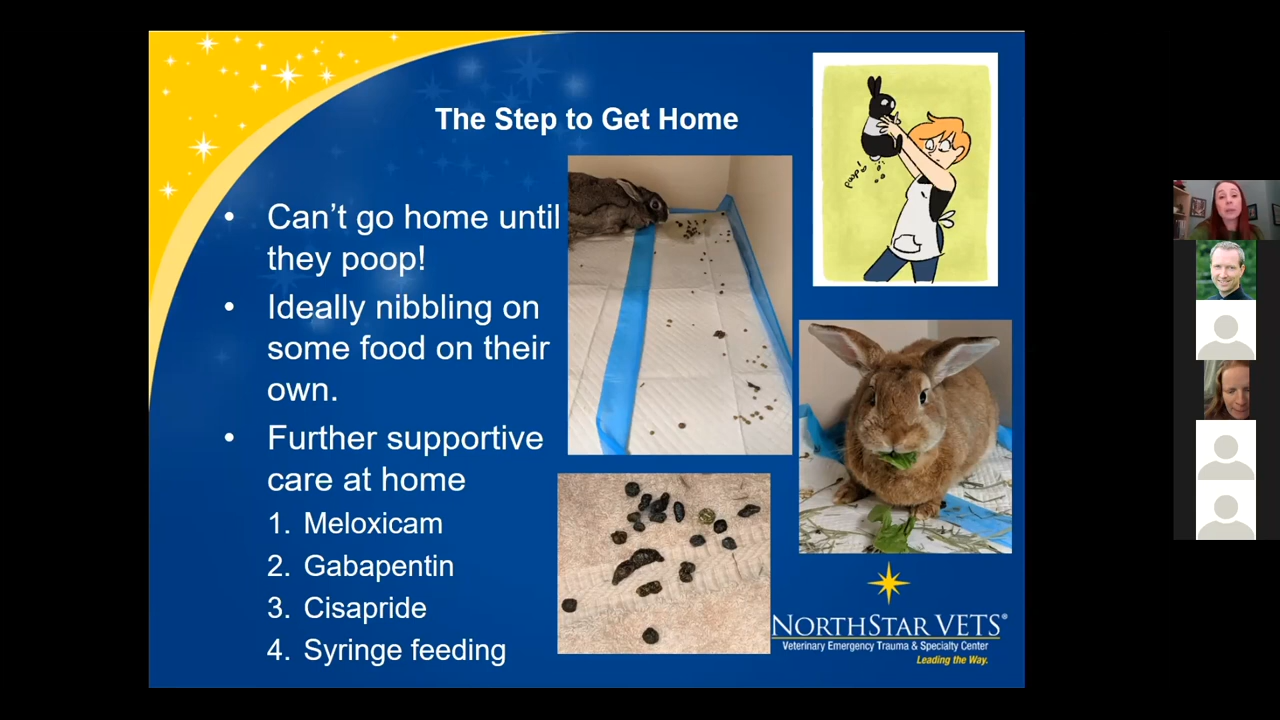 The Step to Get Home
• Can’t go home until
they poop!
• Ideally nibbling on
some food on their
own.
• Further supportive
care at home
1. Meloxicam
2. Gabapentin
3. Cisapride
4. Syringe feeding
poop!
NORTHSTAR VETS®
Veterinary Emergency Trauma & Specialty Center
Leading the Way.